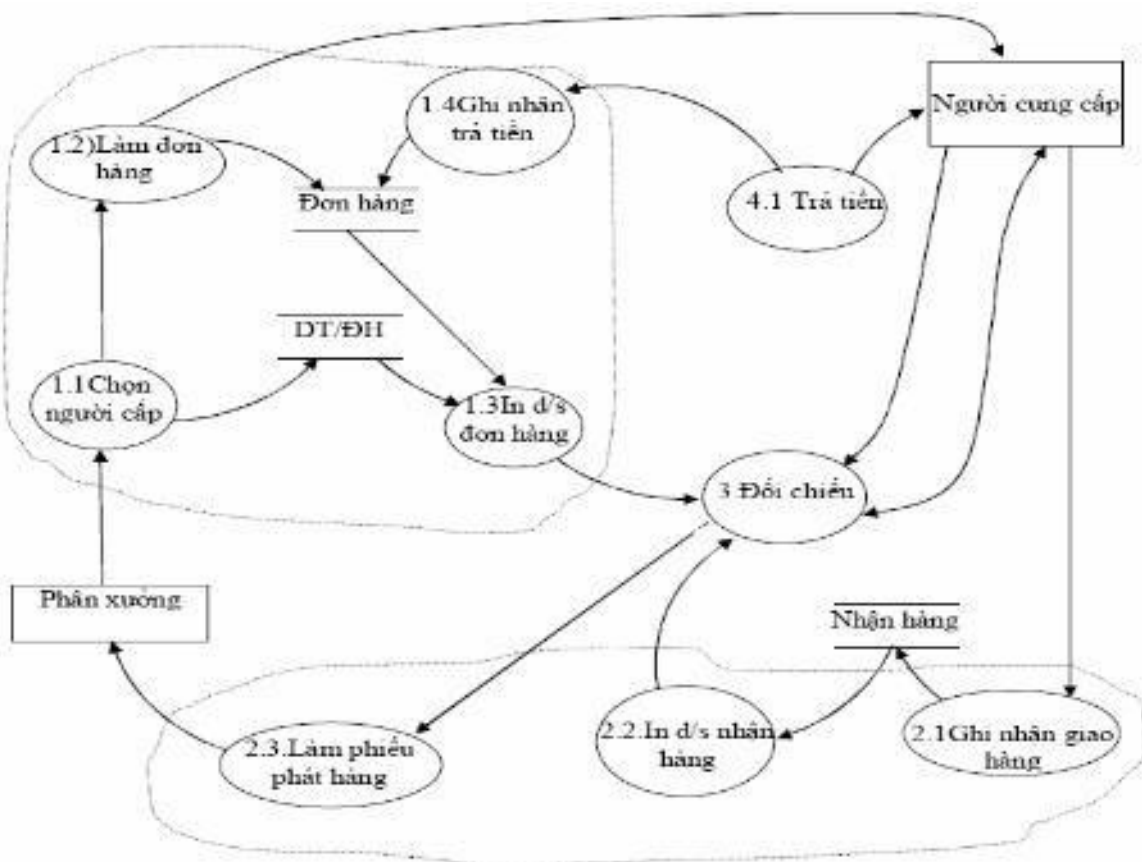 1.4Ghi nhân
trả tiền
Người cung cấp
1.2)Làm đơn
hàng
Đơn hàng
4.1 Trả tiền
DT/ĐH
1.1Chọn
người cấp
1.3In d/s
đơn hàng
3 Đối chiếu
Phân xưởng
Nhận hàng
2.3.Làm phiếu
phát hàng
2.2.In d/s nhận
hàng
2.1Ghi nhân giao
hàng